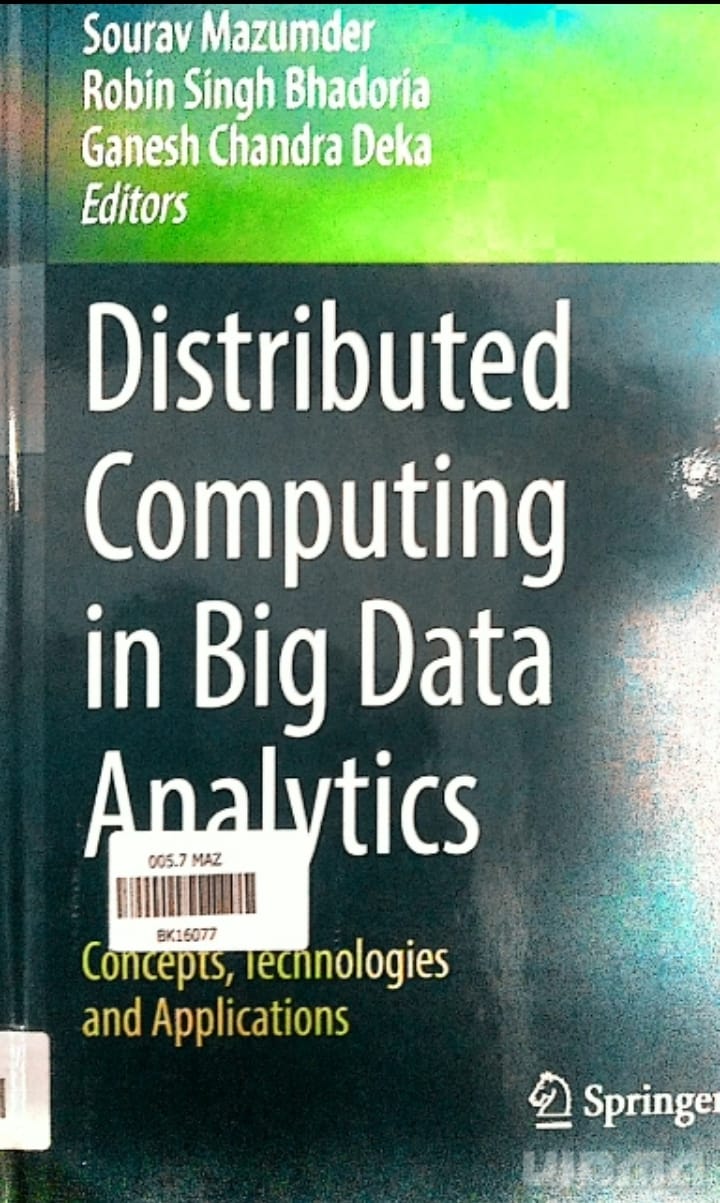 Sourav Mazumder
Robin Singh Bhadoria
Ganesh Chandra Deka
Editors
Distributed
Computing
in Big Data
Analytics
005.7 MAZ
BK16077
Concepts, Technologies
and Applications
Springer